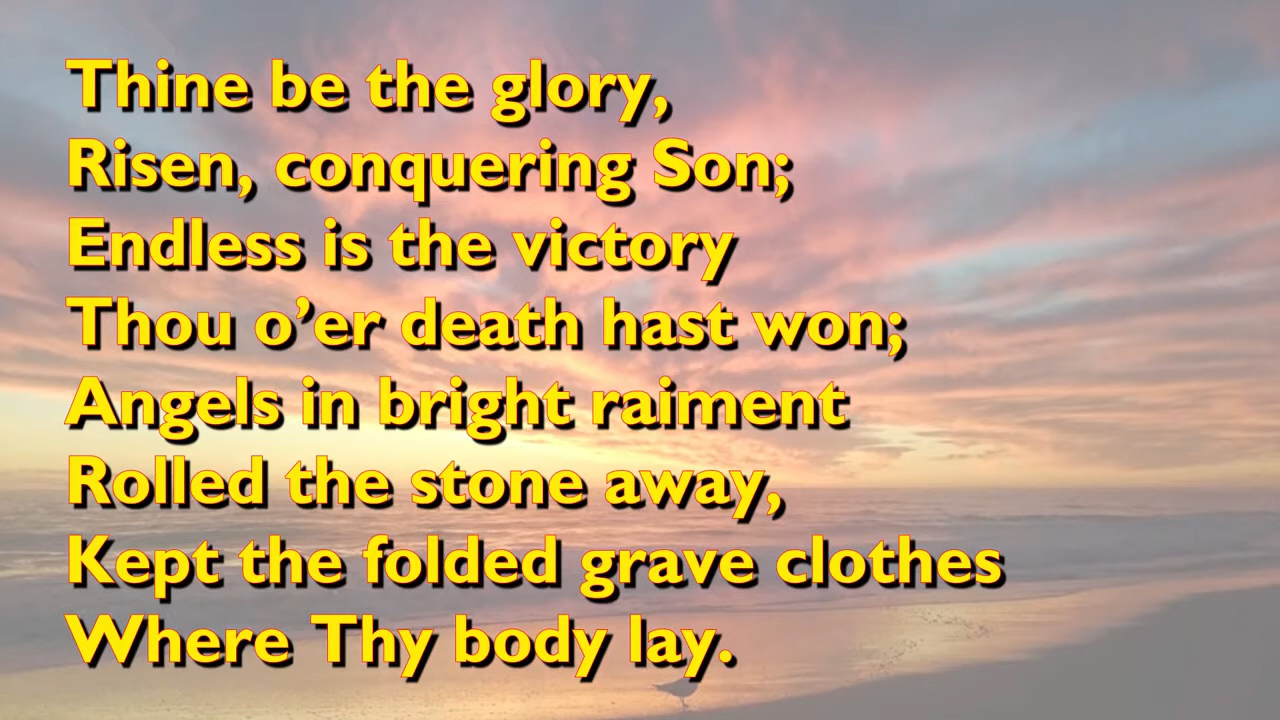 Thine be the glory,
Risen, conquering Son;
Endless is the victory
Thou o’er death hast won;
Angels in bright raiment
Rolled the stone away,
Kept the folded grave clothes
Where Thy body lay.